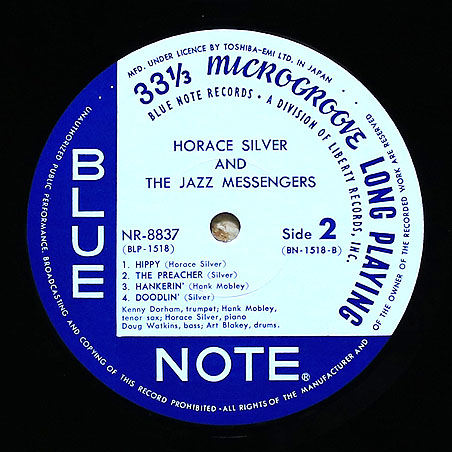 MFD. UNDER LICENCE BY TOSHIBA-EMI LTD. IN JAPAN
33⅓ MICROGROOVE LONG PLAYING
BLUE NOTE RECORDS • A DIVISION OF LIBERTY RECORDS, INC.
HORACE SILVER
AND
THE JAZZ MESSENGERS
NR-8837
(BLP-1518)
Side 2
(BN-1518-B)
1. HIPPY (Horace Silver)
2. THE PREACHER (Silver)
3. HANKERIN' (Hank Mobley)
4. DOODLIN' (Silver)
Kenny Dorham, trumpet; Hank Mobley,
tenor sax; Horace Silver, piano
Doug Watkins, bass; Art Blakey, drums.
BLUE
NOTE®
UNAUTHORIZED PUBLIC PERFORMANCE, BROADCASTING AND COPYING OF THIS RECORD PROHIBITED • ALL RIGHTS OF THE MANUFACTURER AND OF THE OWNER OF THE RECORDED WORK ARE RESERVED